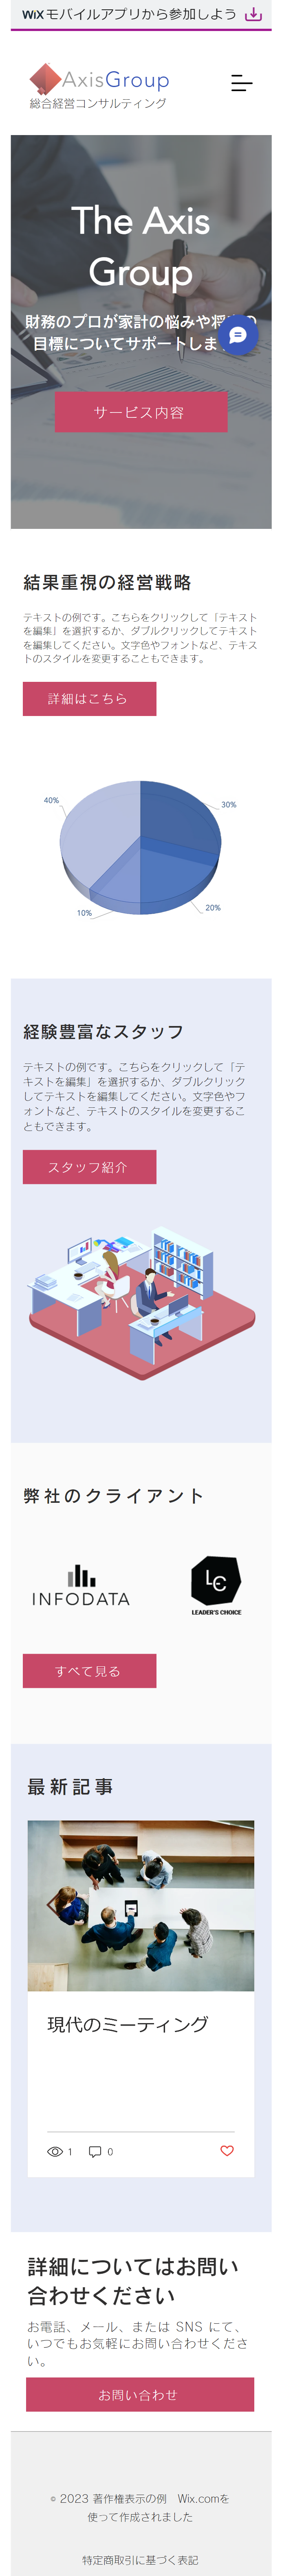 WiXモバイルアプリから参加しよう
AxisGroup
総合経営コンサルティング
The Axis
Group
財務のプロが家計の悩みや将来の
目標についてサポートしま
サービス内容
結果重視の経営戦略
テキストの例です。こちらをクリックして「テキスト
を編集」を選択するか、ダブルクリックしてテキスト
を編集してください。文字色やフォントなど、テキス
トのスタイルを変更することもできます。
詳細はこちら
40%
30%
20%
10%
経験豊富なスタッフ
テキストの例です。こちらをクリックして「テ
キストを編集」を選択するか、ダブルクリック
してテキストを編集してください。文字色やフ
ォントなど、テキストのスタイルを変更するこ
ともできます。
スタッフ紹介
弊社のクライアント
INFODATA
LC
LEADER'S CHOICE
すべて見る
最新記事
現代のミーティング
1
0
詳細についてはお問い
合わせください
お電話、メール、または SNS にて、
いつでもお気軽にお問い合わせくださ
い。
お問い合わせ
© 2023 著作権表示の例　Wix.comを
使って作成されました
特定商取引に基づく表記